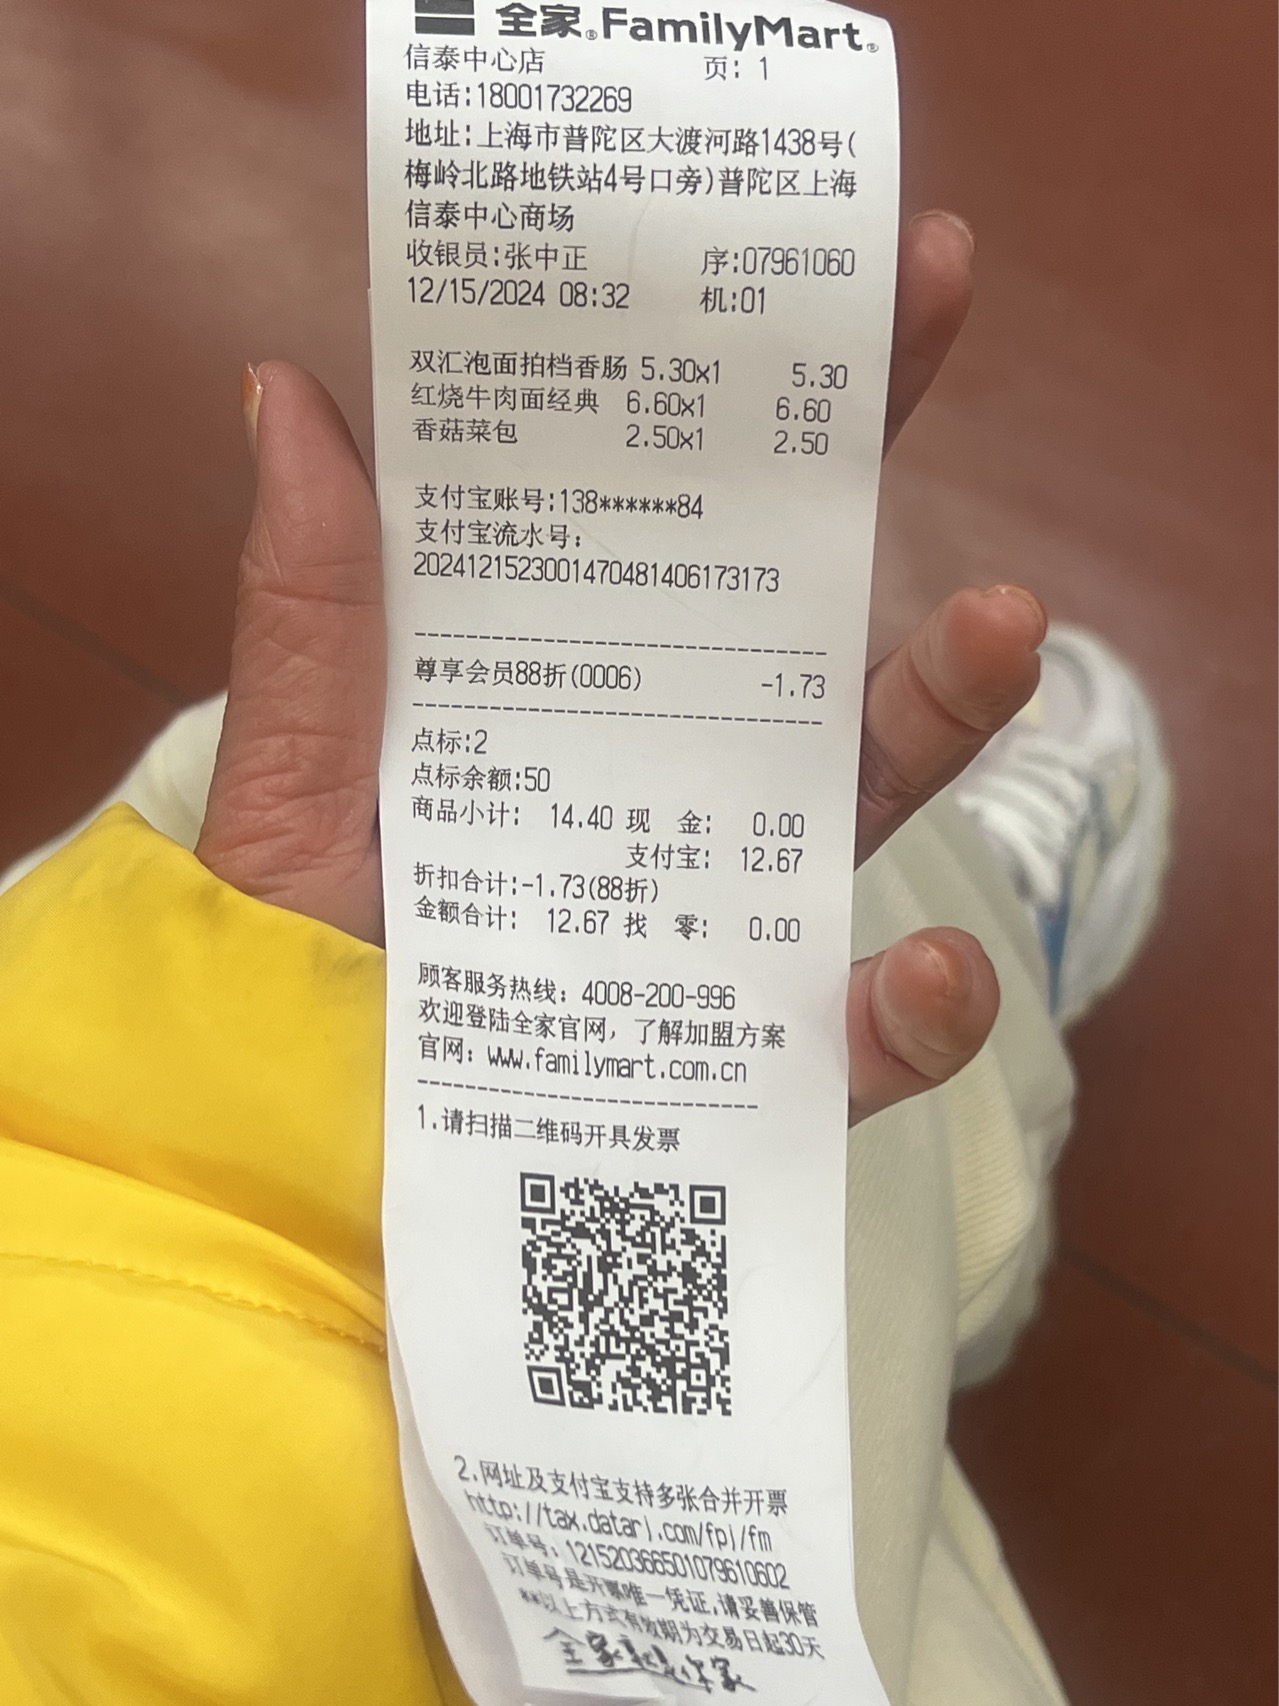 全家®FamilyMart®
信泰中心店 页: 1
电话:18001732269
地址:上海市普陀区大渡河路1438号(
梅岭北路地铁站4号口旁)普陀区上海
信泰中心商场
收银员:张中正 序:07961060
12/15/2024 08:32 机:01
双汇泡面拍档香肠 5.30x1 5.30
红烧牛肉面经典 6.60x1 6.60
香菇菜包 2.50x1 2.50
支付宝账号:138******84
支付宝流水号:
2024121523001470481406173173
尊享会员88折(0006) -1.73
点标:2
点标余额:50
商品小计: 14.40 现 金: 0.00
支付宝: 12.67
折扣合计:-1.73(88折)
金额合计: 12.67 找 零: 0.00
顾客服务热线: 4008-200-996
欢迎登陆全家官网, 了解加盟方案
官网: www.familymart.com.cn
1.请扫描二维码开具发票
2.网址及支付宝支持多张合并开票
http://tax.datarj.com/fpj/fm
订单号: 121520366501079610602
订单号是开票唯一凭证,请妥善保管
**以上方式有效期为交易日起30天
全家就是你家